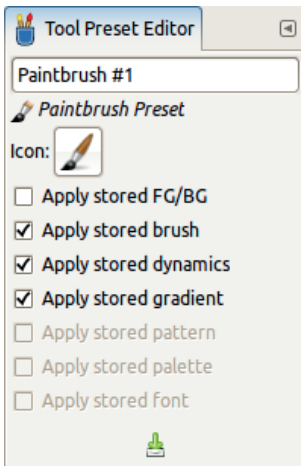 Tool Preset Editor
Paintbrush #1
Paintbrush Preset
Icon:
Apply stored FG/BG
Apply stored brush
Apply stored dynamics
Apply stored gradient
Apply stored pattern
Apply stored palette
Apply stored font